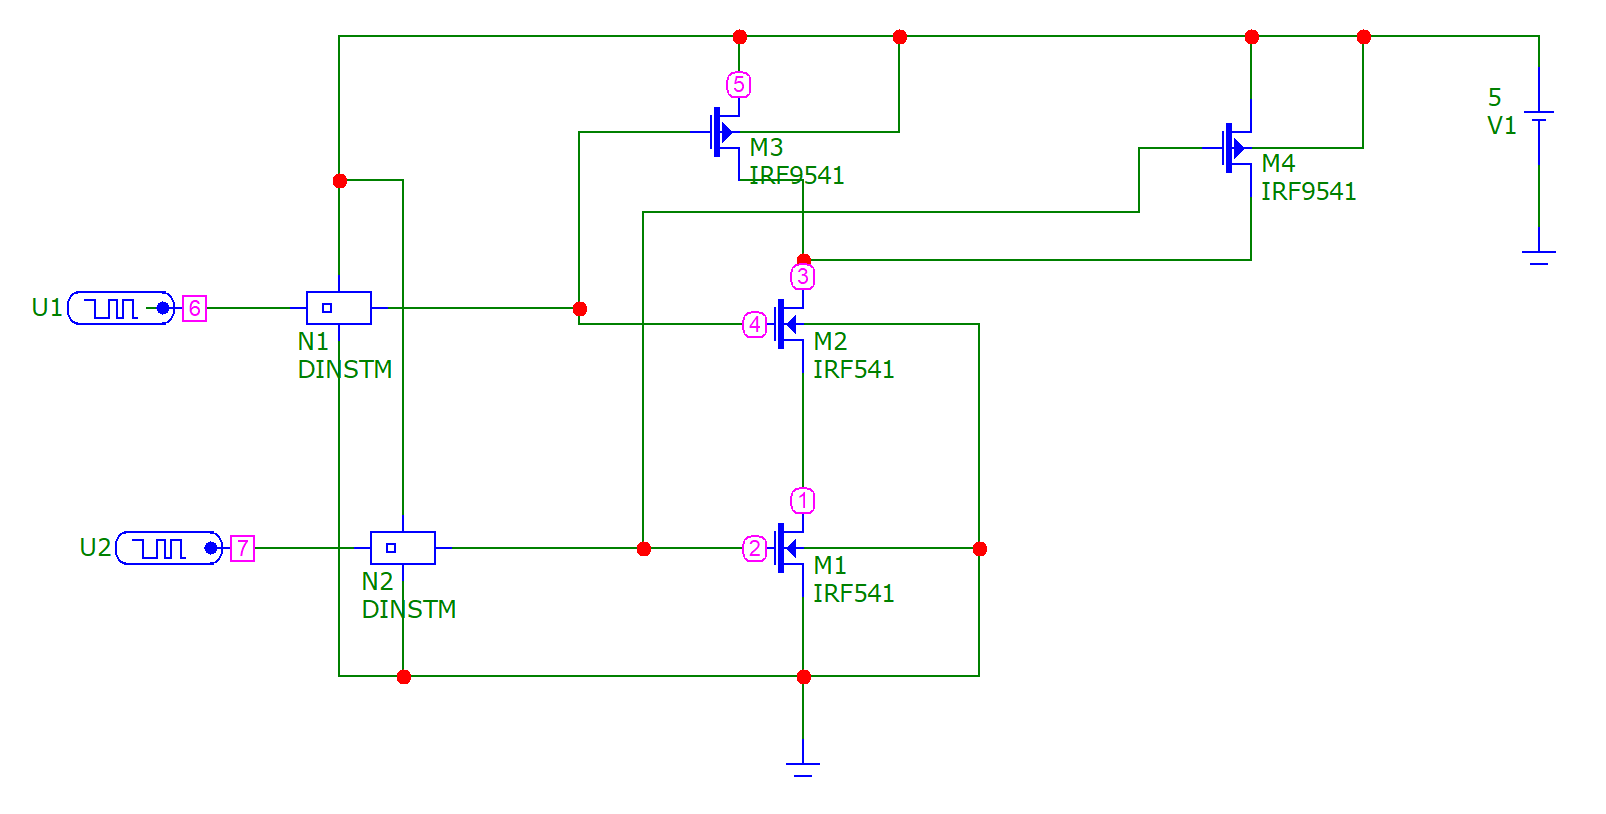 5
5
V1
M3
IRF9541
M4
IRF9541
3
U1
6
4
N1
DINSTM
M2
IRF541
1
U2
7
2
N2
DINSTM
M1
IRF541